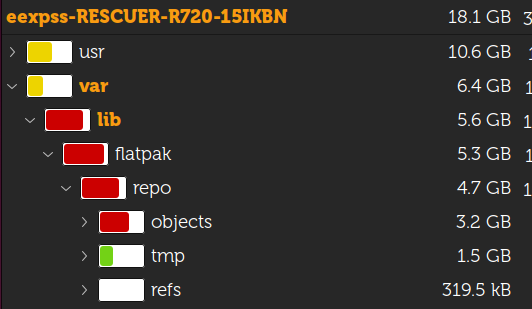 eexpss-RESCUER-R720-15IKBN 18.1 GB
usr 10.6 GB
var 6.4 GB
lib 5.6 GB
flatpak 5.3 GB
repo 4.7 GB
objects 3.2 GB
tmp 1.5 GB
refs 319.5 kB